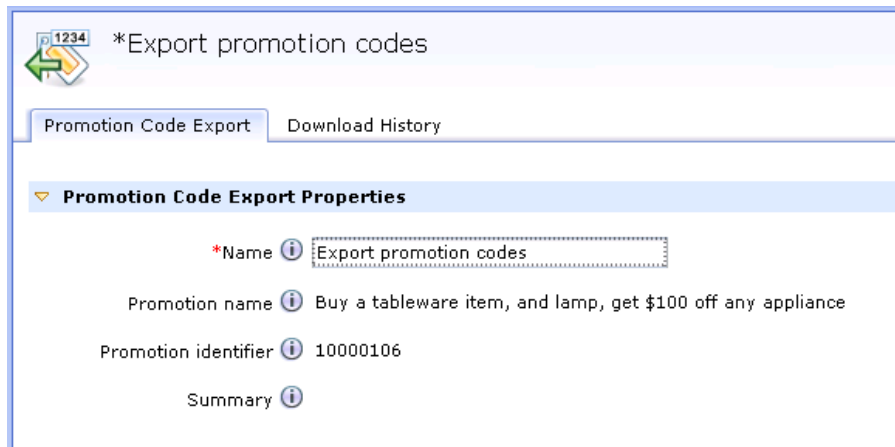 1234
*Export promotion codes
Promotion Code Export Download History
Promotion Code Export Properties
*Name Export promotion codes
Promotion name Buy a tableware item, and lamp, get $100 off any appliance
Promotion identifier 10000106
Summary